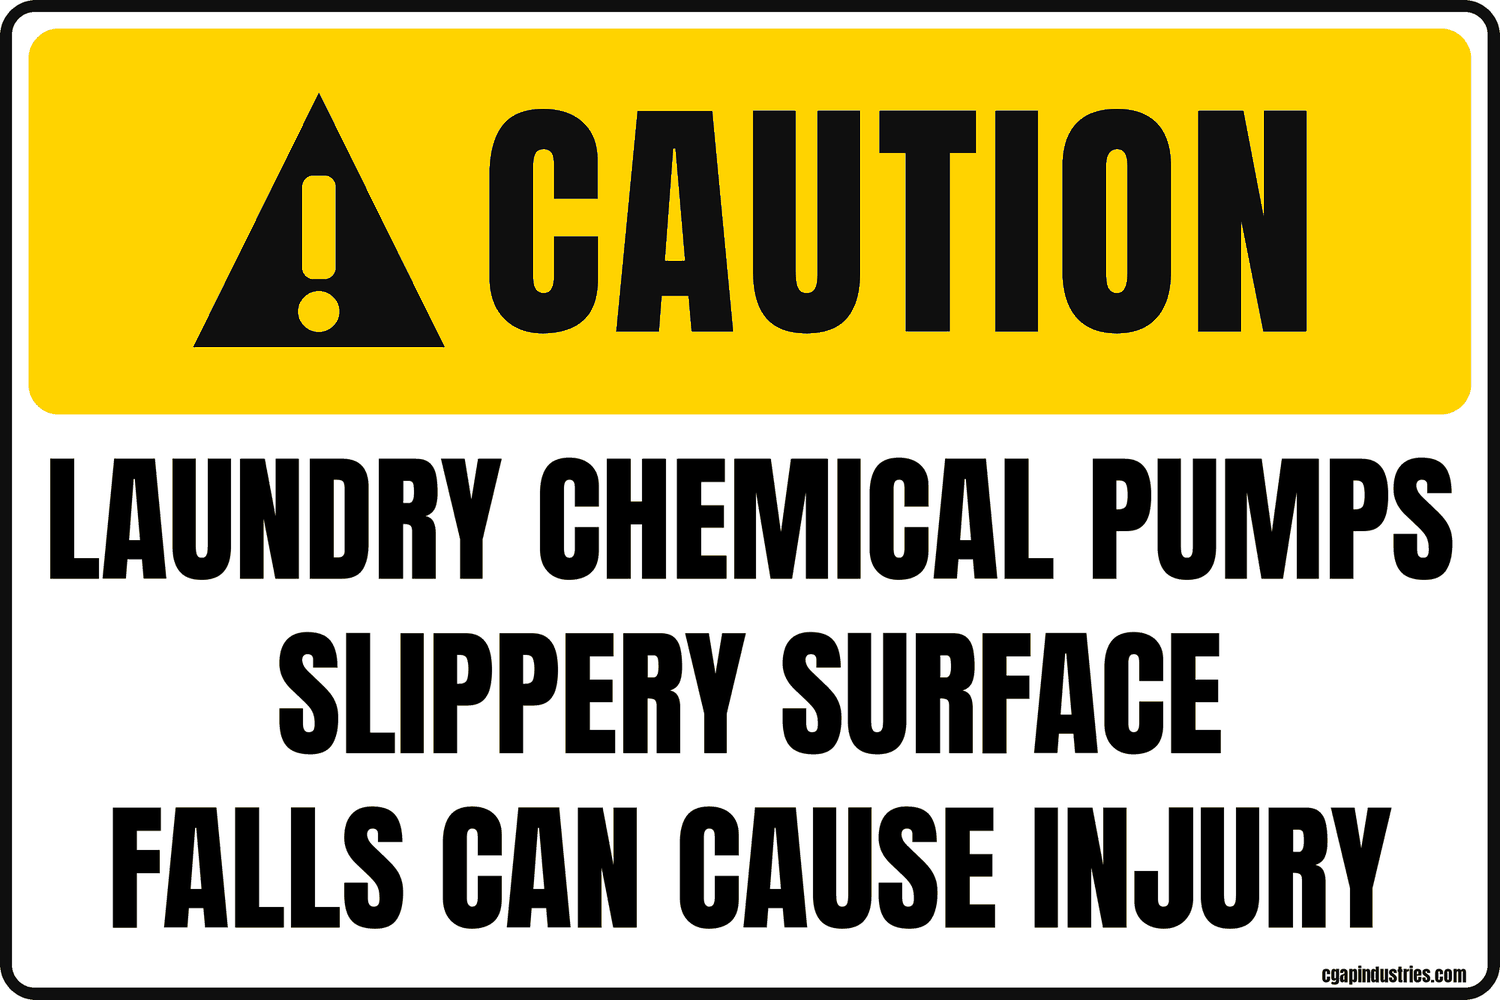 CAUTION
LAUNDRY CHEMICAL PUMPS
SLIPPERY SURFACE
FALLS CAN CAUSE INJURY
cgapindustries.com